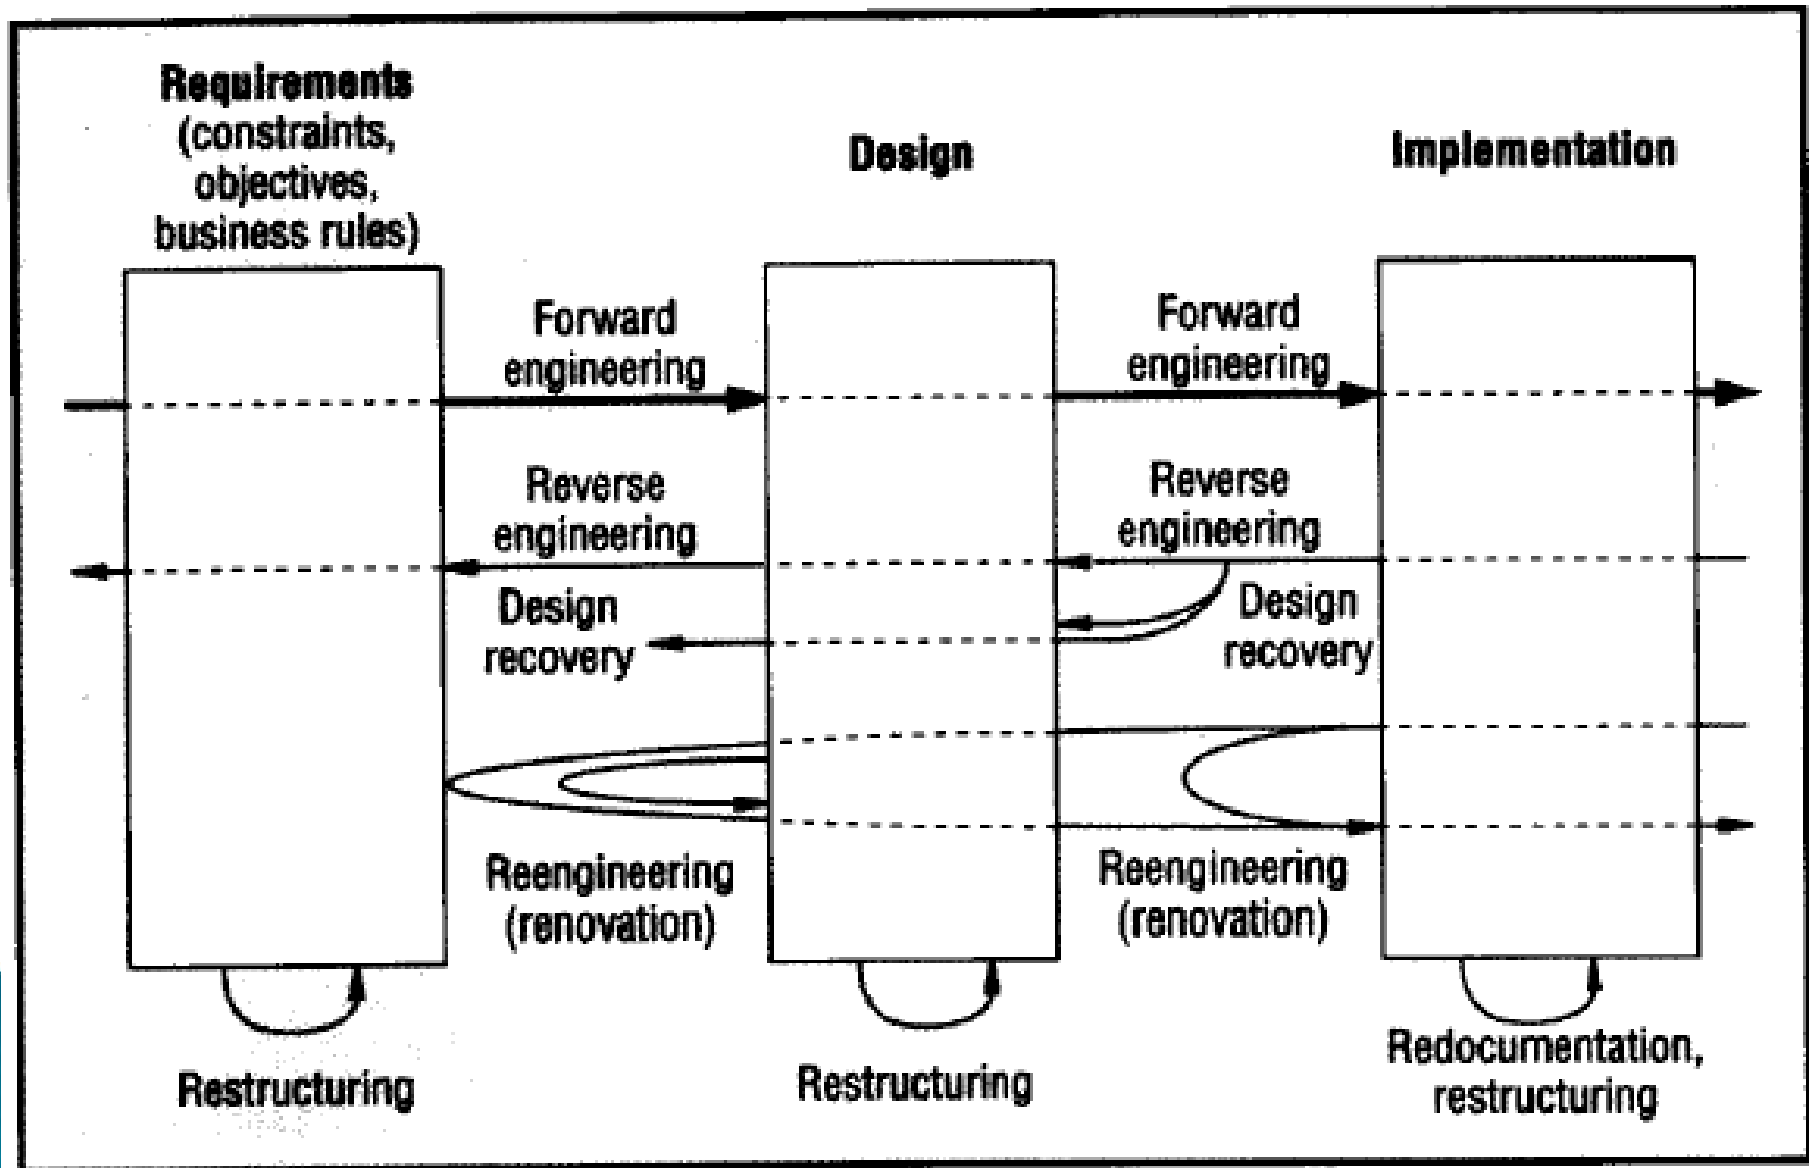 Requirements
(constraints,
objectives,
business rules)
Design
Implementation
Forward
engineering
Forward
engineering
Reverse
engineering
Reverse
engineering
Design
recovery
Design
recovery
Reengineering
(renovation)
Reengineering
(renovation)
Restructuring
Restructuring
Redocumentation,
restructuring